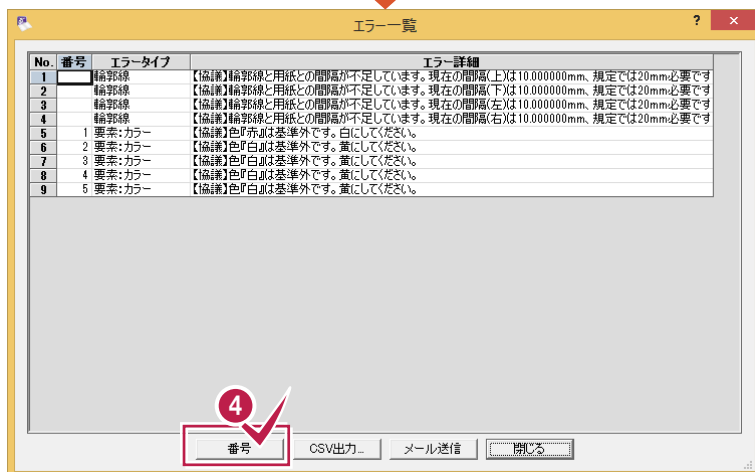 エラー一覧
? ×
No. 番号 エラータイプ エラー詳細
1 輪郭線 【協議】輪郭線と用紙との間隔が不足しています。現在の間隔(上)は10.000000mm、規定では20mm必要です
2 輪郭線 【協議】輪郭線と用紙との間隔が不足しています。現在の間隔(下)は10.000000mm、規定では20mm必要です
3 輪郭線 【協議】輪郭線と用紙との間隔が不足しています。現在の間隔(左)は10.000000mm、規定では20mm必要です
4 輪郭線 【協議】輪郭線と用紙との間隔が不足しています。現在の間隔(右)は10.000000mm、規定では20mm必要です
5 1 要素:カラー 【協議】色『赤』は基準外です。白にしてください。
6 2 要素:カラー 【協議】色『白』は基準外です。黄にしてください。
7 3 要素:カラー 【協議】色『白』は基準外です。黄にしてください。
8 4 要素:カラー 【協議】色『白』は基準外です。黄にしてください。
9 5 要素:カラー 【協議】色『白』は基準外です。黄にしてください。
4
番号 CSV出力... メール送信 閉じる